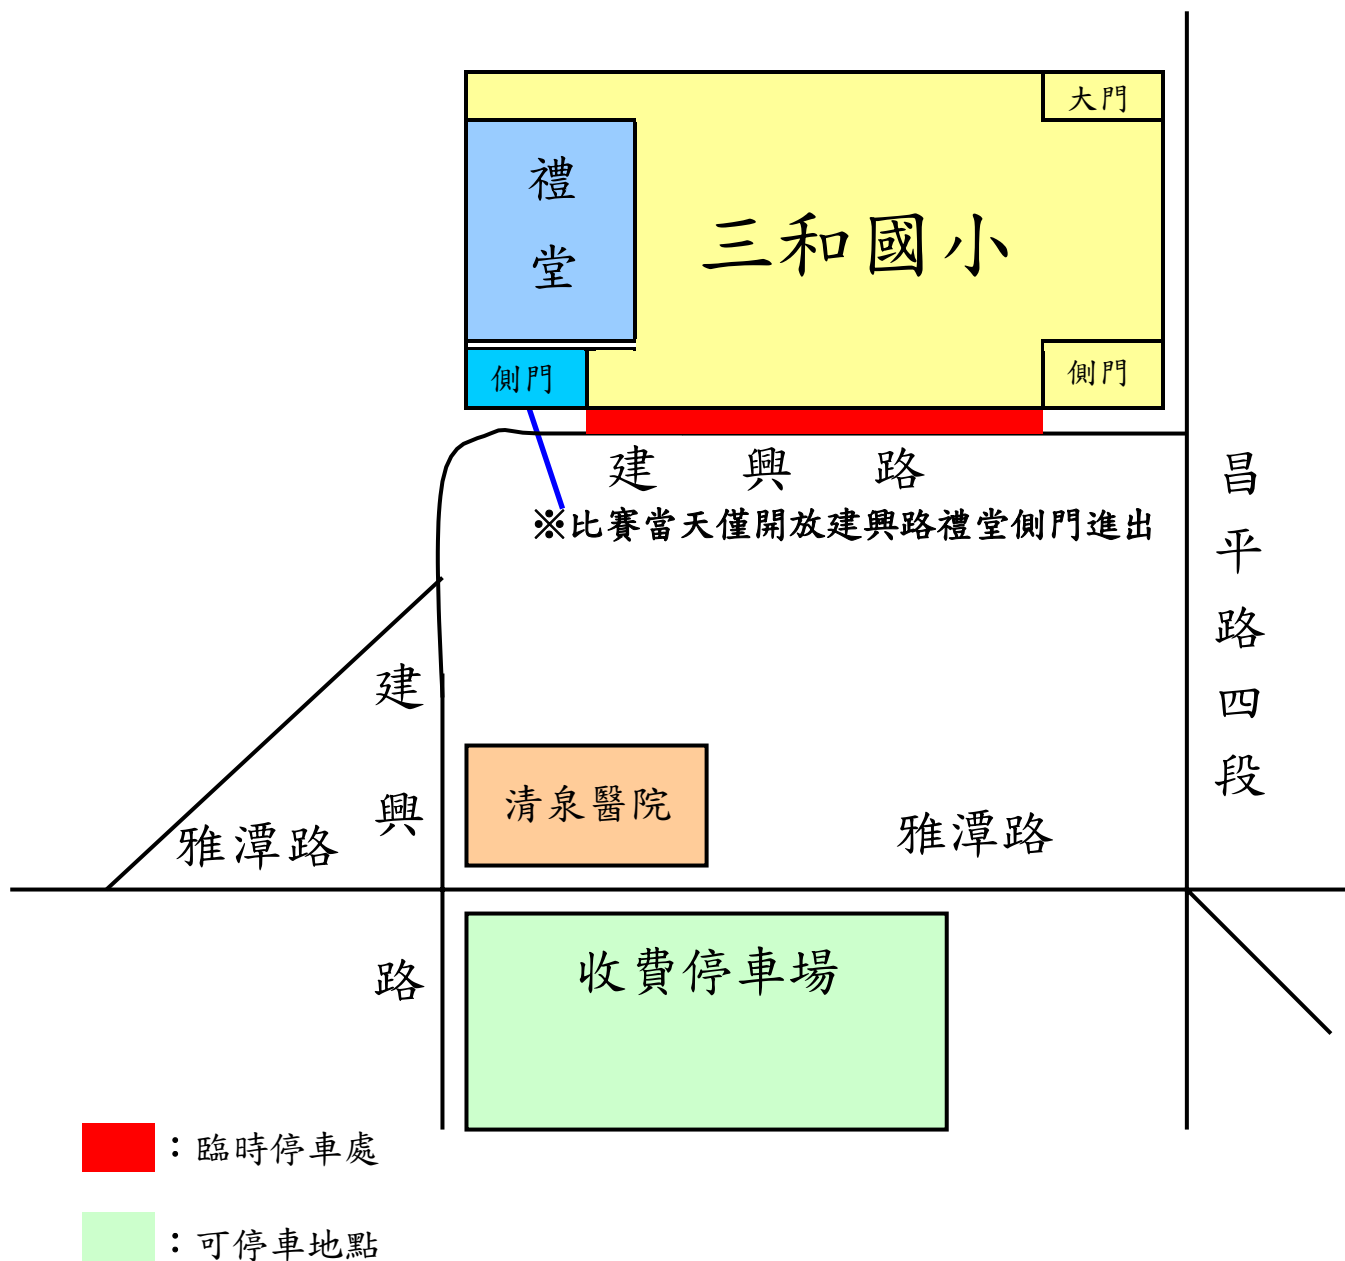 大門
禮堂
三和國小
側門
側門
建興路
※比賽當天僅開放建興路禮堂側門進出
昌平路四段
建興路
清泉醫院
雅潭路
雅潭路
收費停車場
：臨時停車處
：可停車地點